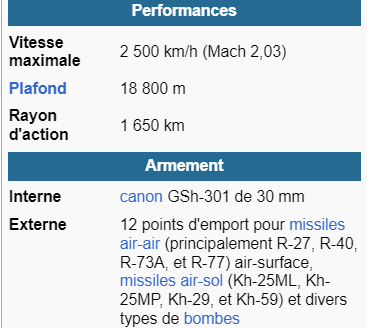 Performances
Vitesse maximale 2 500 km/h (Mach 2,03)
Plafond 18 800 m
Rayon d'action 1 650 km
Armement
Interne canon GSh-301 de 30 mm
Externe 12 points d'emport pour missiles
air-air (principalement R-27, R-40,
R-73A, et R-77) air-surface,
missiles air-sol (Kh-25ML, Kh-
25MP, Kh-29, et Kh-59) et divers
types de bombes